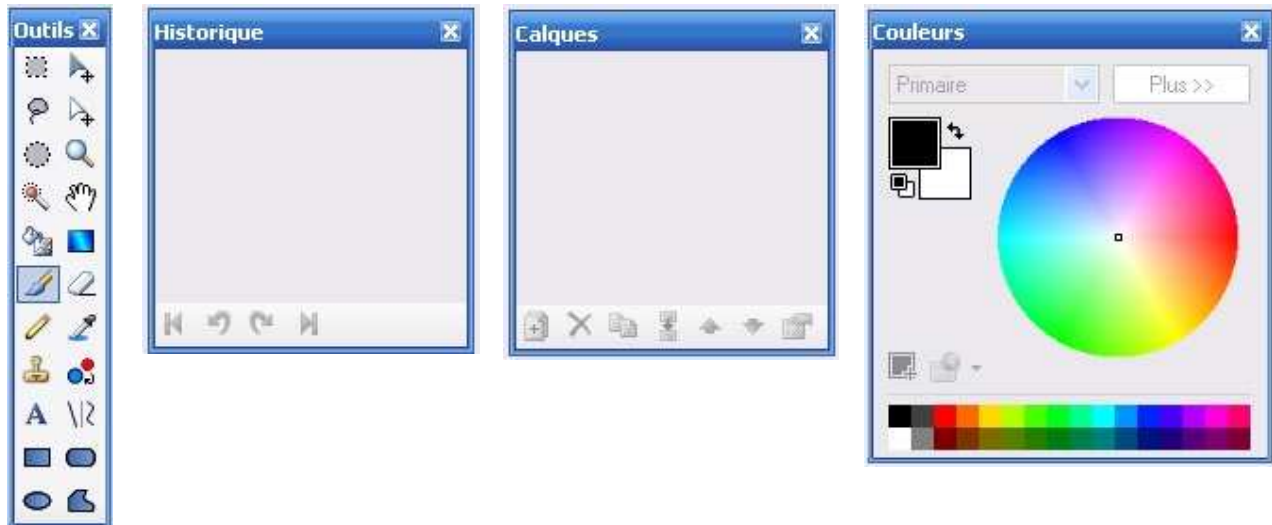 Outils
Historique
Calques
Couleurs
Primaire
Plus >>